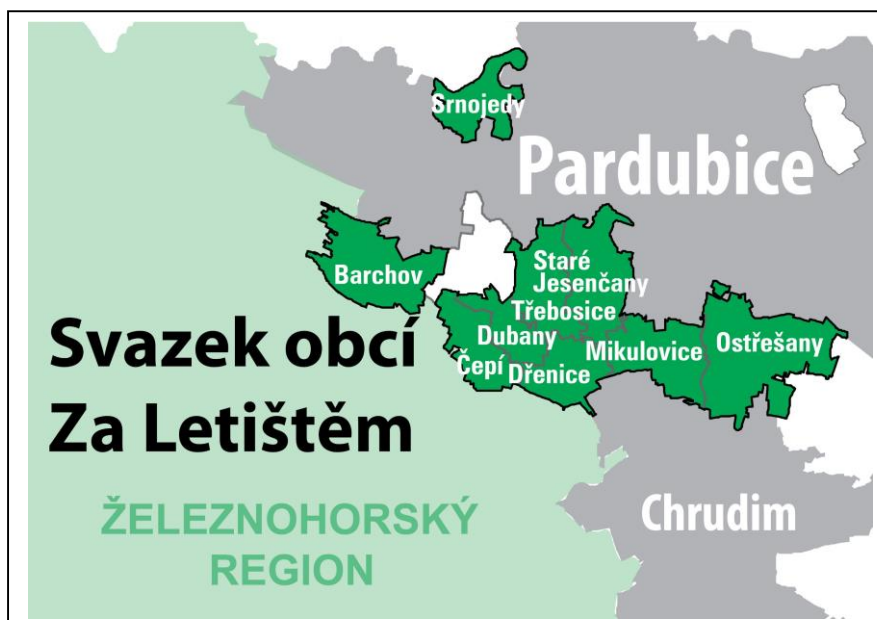 Srnojedy
Pardubice
Barchov
Staré
Jesenčany
Třebosice
Dubany
Mikulovice
Ostřešany
Čepí
Dřenice
Svazek obcí
Za Letištěm
Chrudim
ŽELEZNOHORSKÝ
REGION